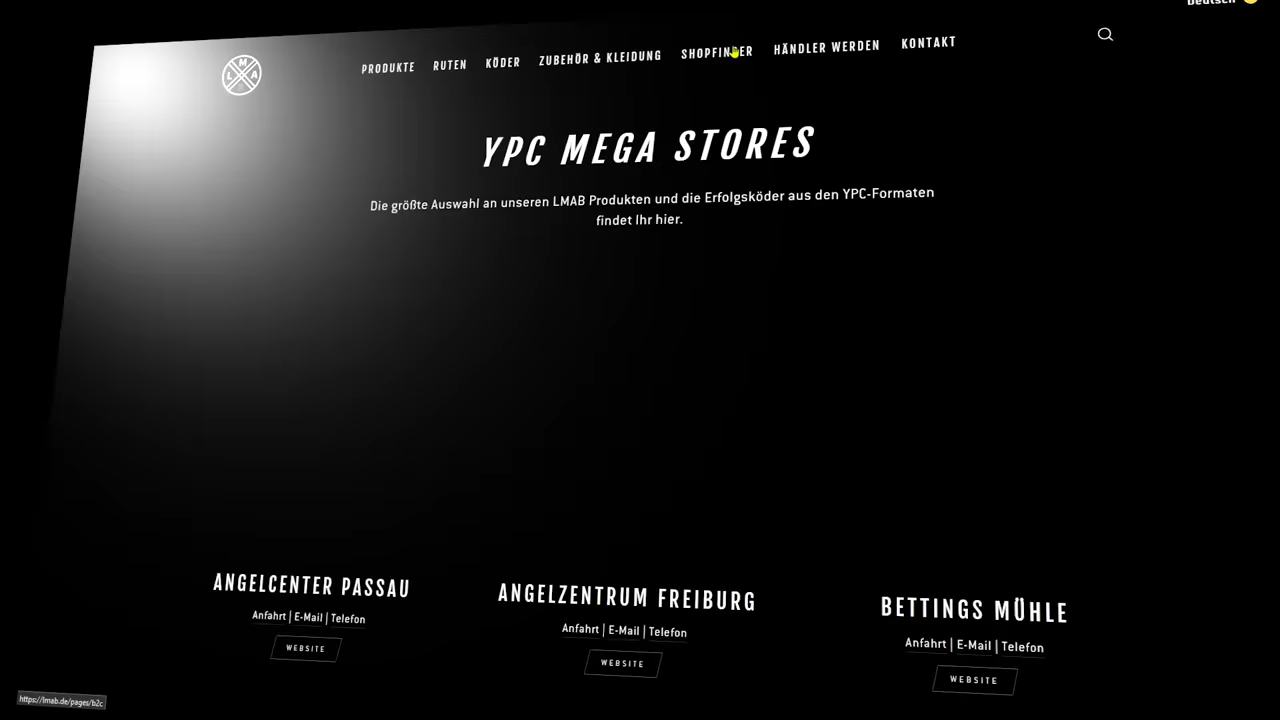 Deutsch
L M A
PRODUKTE RUTEN KÖDER ZUBEHÖR & KLEIDUNG SHOPFINDER HÄNDLER WERDEN KONTAKT
YPC MEGA STORES
Die größte Auswahl an unseren LMAB Produkten und die Erfolgsköder aus den YPC-Formaten
findet Ihr hier.
ANGELCENTER PASSAU
Anfahrt | E-Mail | Telefon
WEBSITE
ANGELZENTRUM FREIBURG
Anfahrt | E-Mail | Telefon
WEBSITE
BETTINGS MÜHLE
Anfahrt | E-Mail | Telefon
WEBSITE
https://lmab.de/pages/b2c